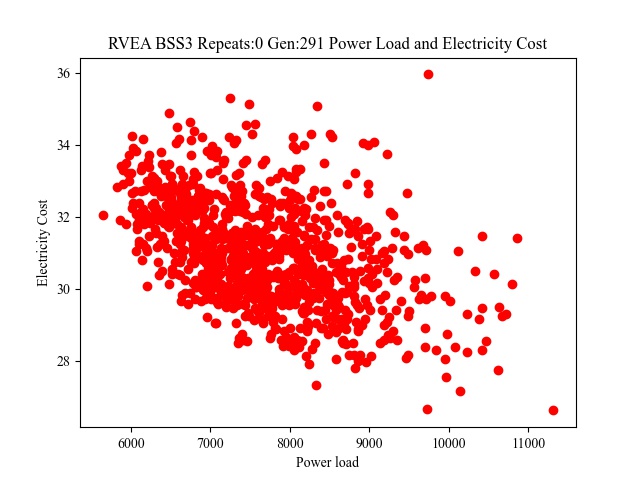 RVEA BSS3 Repeats:0 Gen:291 Power Load and Electricity Cost
36
34
32
30
28
Electricity Cost
6000 7000 8000 9000 10000 11000
Power load